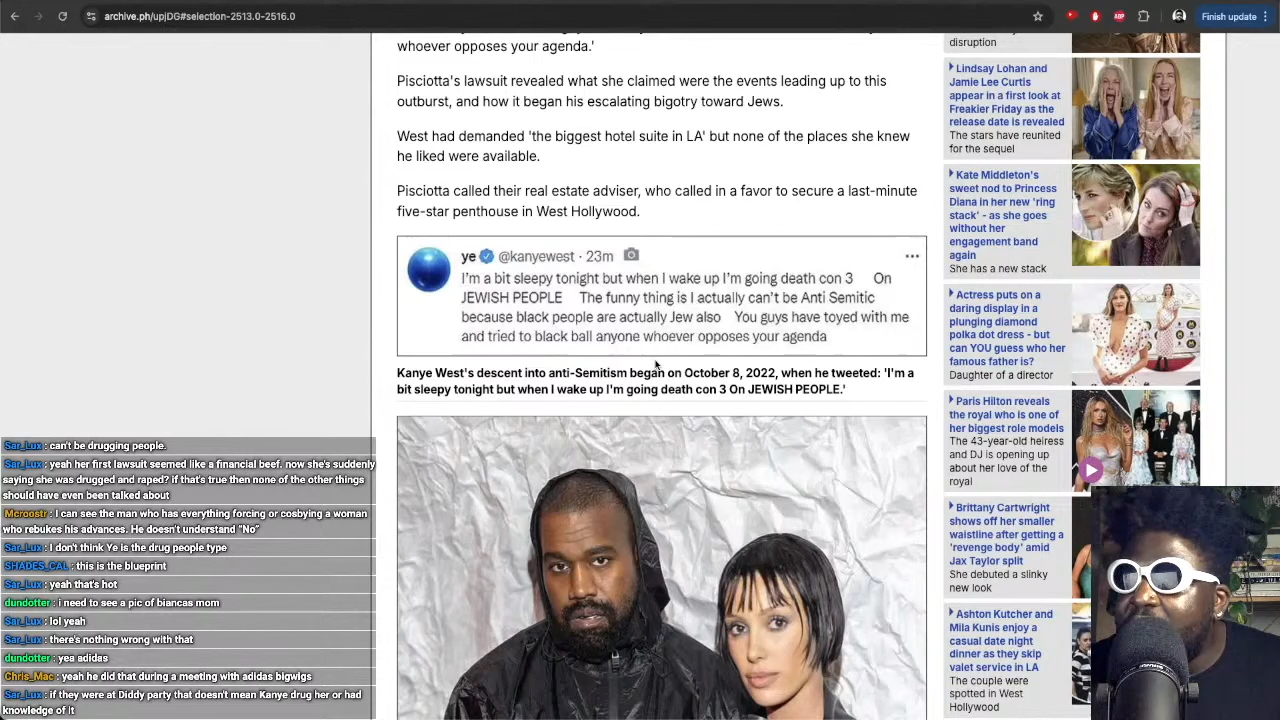 archive.ph/upjDG#selection-2513.0-2516.0
Finish update
whoever opposes your agenda.'
Pisciotta's lawsuit revealed what she claimed were the events leading up to this
outburst, and how it began his escalating bigotry toward Jews.
West had demanded 'the biggest hotel suite in LA' but none of the places she knew
he liked were available.
Pisciotta called their real estate adviser, who called in a favor to secure a last-minute
five-star penthouse in West Hollywood.
ye @kanyewest · 23m
I'm a bit sleepy tonight but when I wake up I'm going death con 3 On
JEWISH PEOPLE The funny thing is I actually can't be Anti Semitic
because black people are actually Jew also You guys have toyed with me
and tried to black ball anyone whoever opposes your agenda
Kanye West's descent into anti-Semitism began on October 8, 2022, when he tweeted: 'I'm a
bit sleepy tonight but when I wake up I'm going death con 3 On JEWISH PEOPLE.'
disruption
Lindsay Lohan and
Jamie Lee Curtis
appear in a first look at
Freakier Friday as the
release date is revealed
The stars have reunited
for the sequel
Kate Middleton's
sweet nod to Princess
Diana in her new 'ring
stack' - as she goes
without her
engagement band
again
She has a new stack
Actress puts on a
daring display in a
plunging diamond
polka dot dress - but
can YOU guess who her
famous father is?
Daughter of a director
Paris Hilton reveals
the royal who is one of
her biggest role models
The 43-year-old heiress
and DJ is opening up
about her love of the
royal
Brittany Cartwright
shows off her smaller
waistline after getting a
'revenge body' amid
Jax Taylor split
She debuted a slinky
new look
Ashton Kutcher and
Mila Kunis enjoy a
casual date night
dinner as they skip
valet service in LA
The couple were
spotted in West
Hollywood
Sar_Lux : can't be drugging people.
Sar_Lux : yeah her first lawsuit seemed like a financial beef. now she's suddenly
saying she was drugged and raped? if that's true then none of the other things
should have even been talked about
Mcroostr : I can see the man who has everything forcing or cosbying a woman
who rebukes his advances. He doesn't understand "No"
Sar_Lux : I don't think Ye is the drug people type
SHADES_CAL : this is the blueprint
Sar_Lux : yeah that's hot
dundotter : i need to see a pic of biancas mom
Sar_Lux : lol yeah
Sar_Lux : there's nothing wrong with that
dundotter : yea adidas
Chris_Mac : yeah he did that during a meeting with adidas bigwigs
Sar_Lux : if they were at Diddy party that doesn't mean Kanye drug her or had
knowledge of it